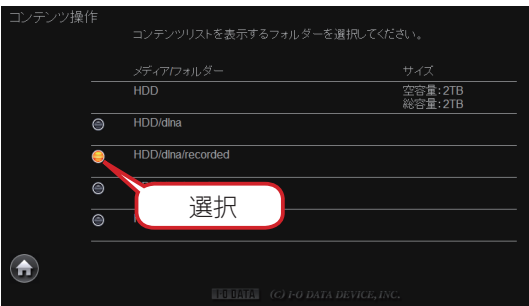 コンテンツ操作
コンテンツリストを表示するフォルダーを選択してください。
メディア/フォルダー サイズ
HDD 空容量:2TB
総容量:2TB
HDD/dlna
HDD/dlna/recorded
選択
I-O DATA (C) I-O DATA DEVICE, INC.